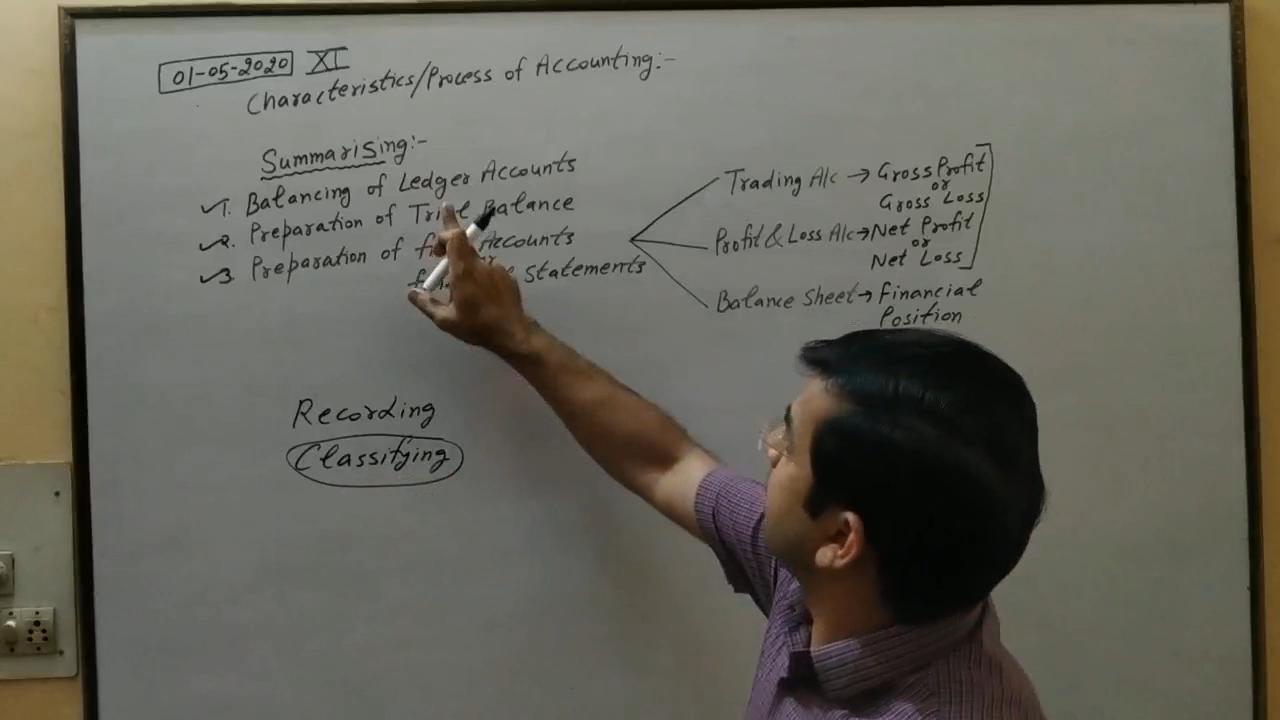 01-05-2020 XI
Characteristics/Process of Accounting:-
Summarising:-
1. Balancing of Ledger Accounts
2. Preparation of Trial Balance
3. Preparation of Accounts
Statements
Trading A/c → Gross Profit
or
Gross Loss
Profit & Loss A/c → Net Profit
or
Net Loss
Balance Sheet → Financial
Position
Recording
Classifying